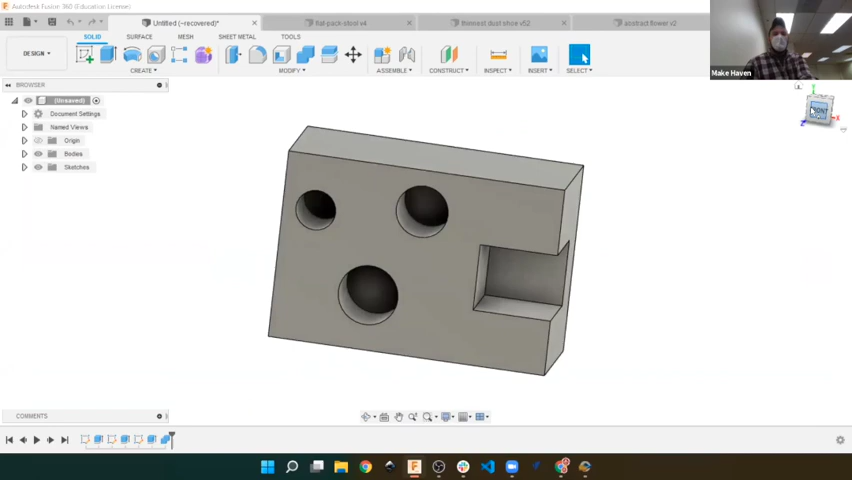 Autodesk Fusion 360 (Education License)
Untitled (~recovered)*
flat-pack-stool v4
thinnest dust shoe v52
abstract flower v2
DESIGN
SOLID
SURFACE
MESH
SHEET METAL
TOOLS
CREATE
MODIFY
ASSEMBLE
CONSTRUCT
INSPECT
INSERT
SELECT
Make Haven
BROWSER
(Unsaved)
Document Settings
Named Views
Origin
Bodies
Sketches
FRONT
Y
X
Z
COMMENTS